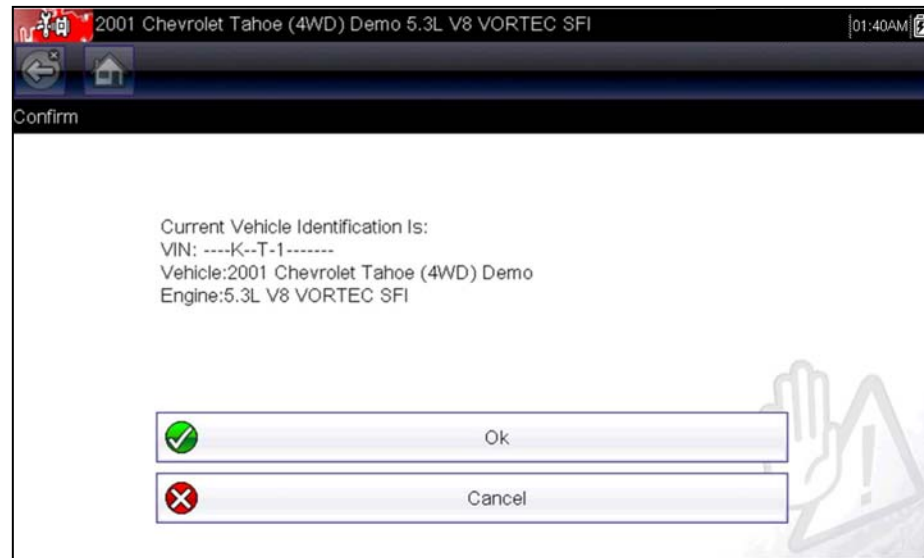 2001 Chevrolet Tahoe (4WD) Demo 5.3L V8 VORTEC SFI
01:40AM
Confirm
Current Vehicle Identification Is:
VIN: ----K--T-1-------
Vehicle:2001 Chevrolet Tahoe (4WD) Demo
Engine:5.3L V8 VORTEC SFI
Ok
Cancel